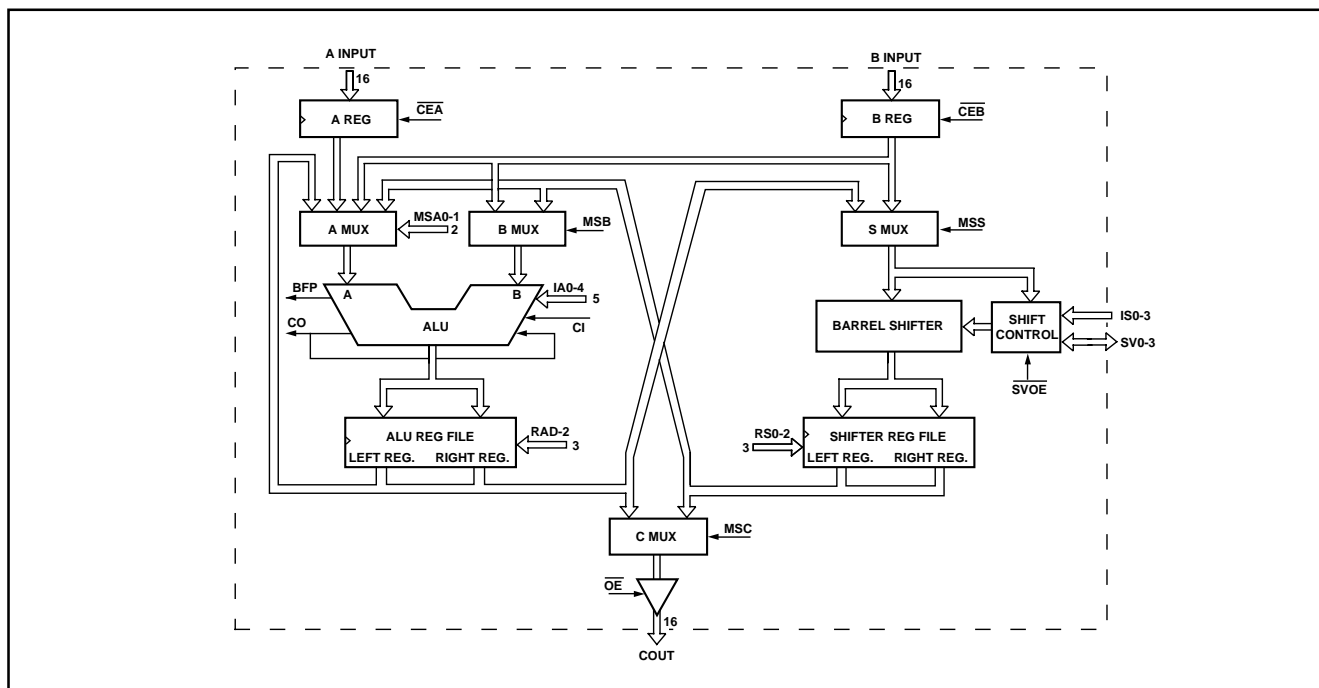 A INPUT
B INPUT
16
16
A REG
CEA
B REG
CEB
A MUX
MSA0-1
2
B MUX
MSB
S MUX
MSS
BFP
A
B
IA0-4
5
CO
ALU
CI
BARREL SHIFTER
SHIFT
CONTROL
IS0-3
SV0-3
SVOE
ALU REG FILE
LEFT REG. RIGHT REG.
RAD-2
3
RS0-2
3
SHIFTER REG FILE
LEFT REG. RIGHT REG.
C MUX
MSC
OE
16
COUT